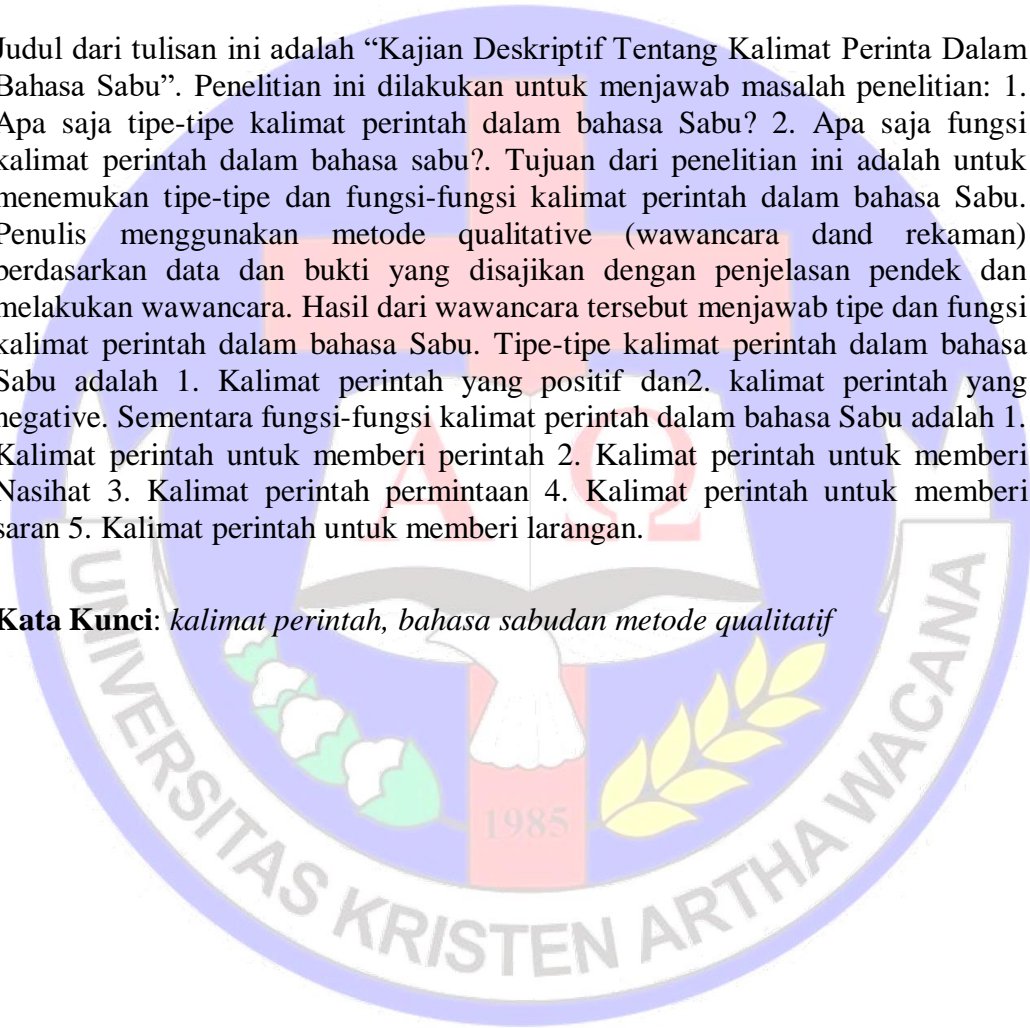 Judul dari tulisan ini adalah “Kajian Deskriptif Tentang Kalimat Perinta Dalam
Bahasa Sabu”. Penelitian ini dilakukan untuk menjawab masalah penelitian: 1.
Apa saja tipe-tipe kalimat perintah dalam bahasa Sabu? 2. Apa saja fungsi
kalimat perintah dalam bahasa sabu?. Tujuan dari penelitian ini adalah untuk
menemukan tipe-tipe dan fungsi-fungsi kalimat perintah dalam bahasa Sabu.
Penulis menggunakan metode qualitative (wawancara dand rekaman)
berdasarkan data dan bukti yang disajikan dengan penjelasan pendek dan
melakukan wawancara. Hasil dari wawancara tersebut menjawab tipe dan fungsi
kalimat perintah dalam bahasa Sabu. Tipe-tipe kalimat perintah dalam bahasa
Sabu adalah 1. Kalimat perintah yang positif dan2. kalimat perintah yang
negative. Sementara fungsi-fungsi kalimat perintah dalam bahasa Sabu adalah 1.
Kalimat perintah untuk memberi perintah 2. Kalimat perintah untuk memberi
Nasihat 3. Kalimat perintah permintaan 4. Kalimat perintah untuk memberi
saran 5. Kalimat perintah untuk memberi larangan.
Kata Kunci: kalimat perintah, bahasa sabudan metode qualitatif
Α Ω
1985
UNIVERSITAS KRISTEN ARTHA WACANA